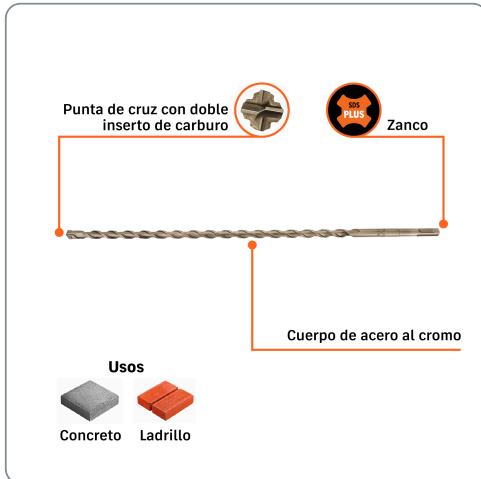 Punta de cruz con doble
inserto de carburo
SDS
PLUS
Zanco
Cuerpo de acero al cromo
Usos
Concreto
Ladrillo